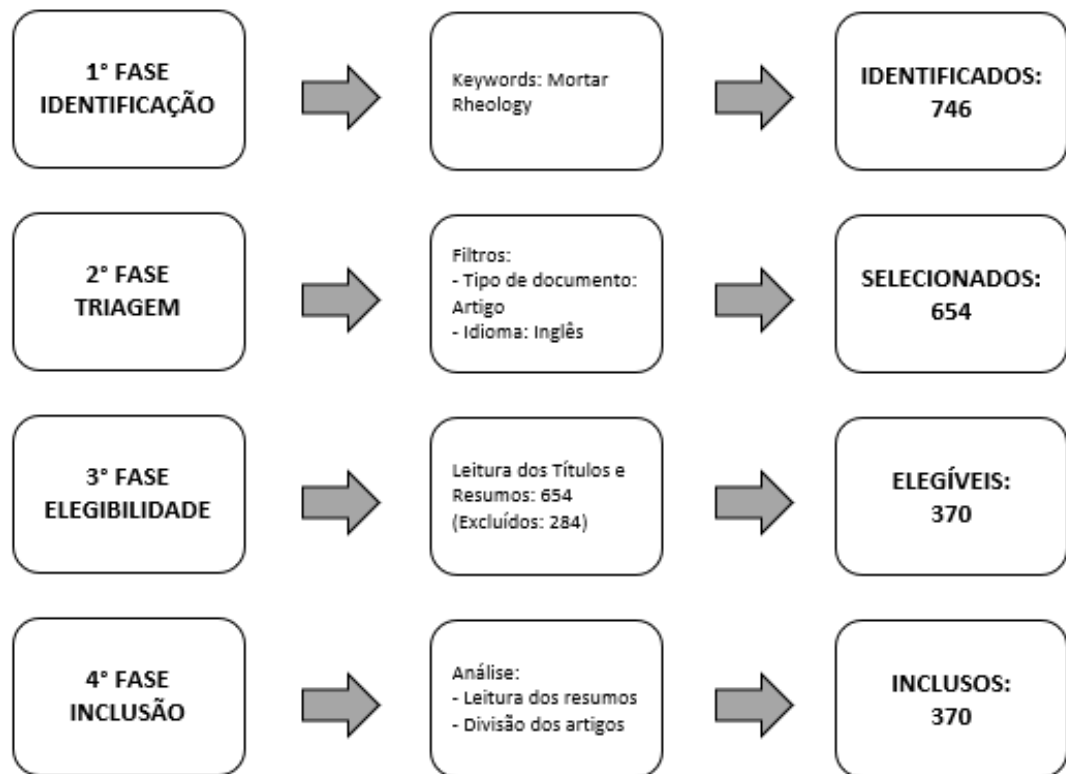 1° FASE
IDENTIFICAÇÃO
Keywords: Mortar
Rheology
IDENTIFICADOS:
746
2° FASE
TRIAGEM
Filtros:
- Tipo de documento:
Artigo
- Idioma: Inglês
SELECIONADOS:
654
3° FASE
ELEGIBILIDADE
Leitura dos Títulos e
Resumos: 654
(Excluídos: 284)
ELEGÍVEIS:
370
4° FASE
INCLUSÃO
Análise:
- Leitura dos resumos
- Divisão dos artigos
INCLUSOS:
370